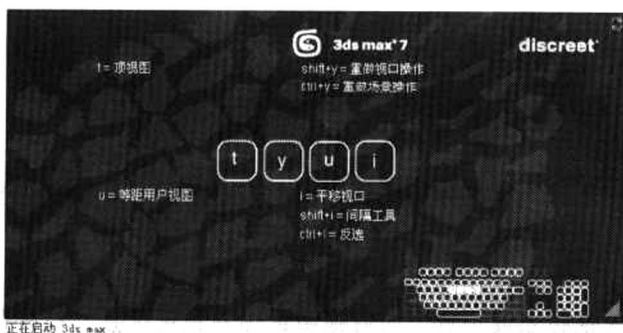 3ds max 7
discreet
t = 顶视图
shift+y = 重做视口操作
ctrl+y = 重做场景操作
t y u i
u = 等距用户视图
i = 平移视口
shift+i = 间隔工具
ctrl+i = 反选
正在启动 3ds max ...